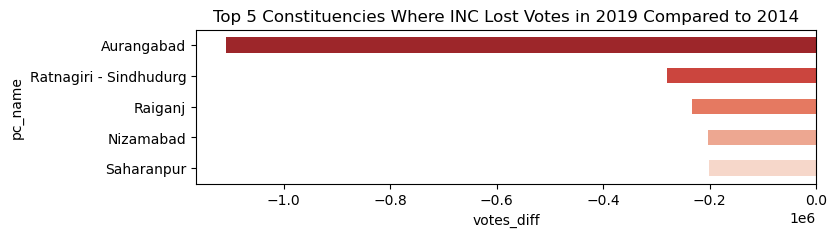 Top 5 Constituencies Where INC Lost Votes in 2019 Compared to 2014
pc_name
Aurangabad
Ratnagiri - Sindhudurg
Raiganj
Nizamabad
Saharanpur
−1.0 −0.8 −0.6 −0.4 −0.2 0.0
1e6
votes_diff